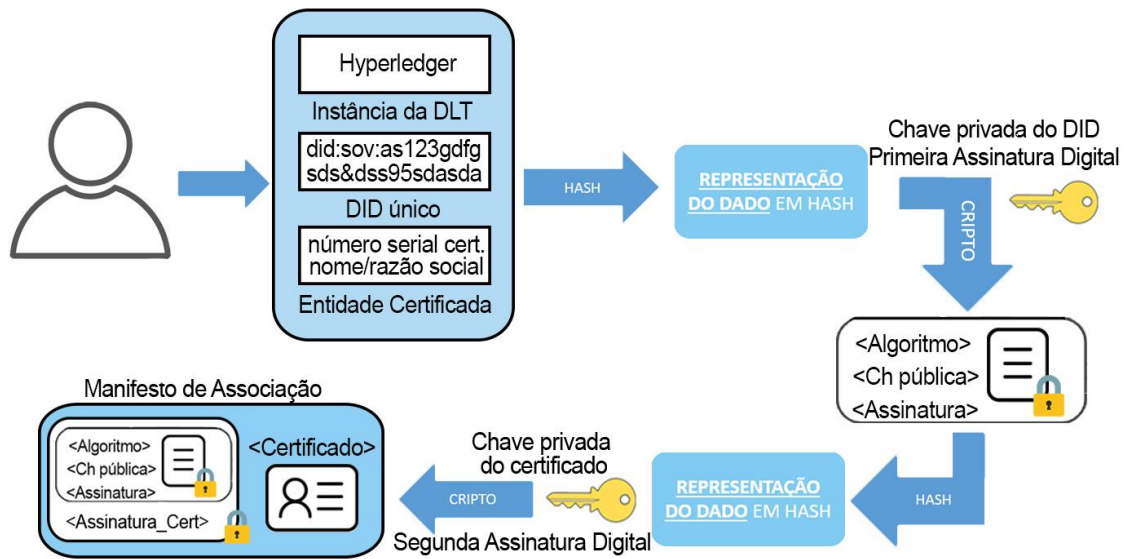 Hyperledger
Instância da DLT
did:sov:as123gdfg
sds&dss95sdasda
DID único
número serial cert.
nome/razão social
Entidade Certificada
HASH
REPRESENTAÇÃO
DO DADO EM HASH
Chave privada do DID
Primeira Assinatura Digital
CRIPTO
<Algoritmo>
<Ch pública>
<Assinatura>
HASH
REPRESENTAÇÃO
DO DADO EM HASH
Chave privada
do certificado
CRIPTO
Segunda Assinatura Digital
Manifesto de Associação
<Algoritmo>
<Ch pública>
<Assinatura>
<Assinatura_Cert>
<Certificado>